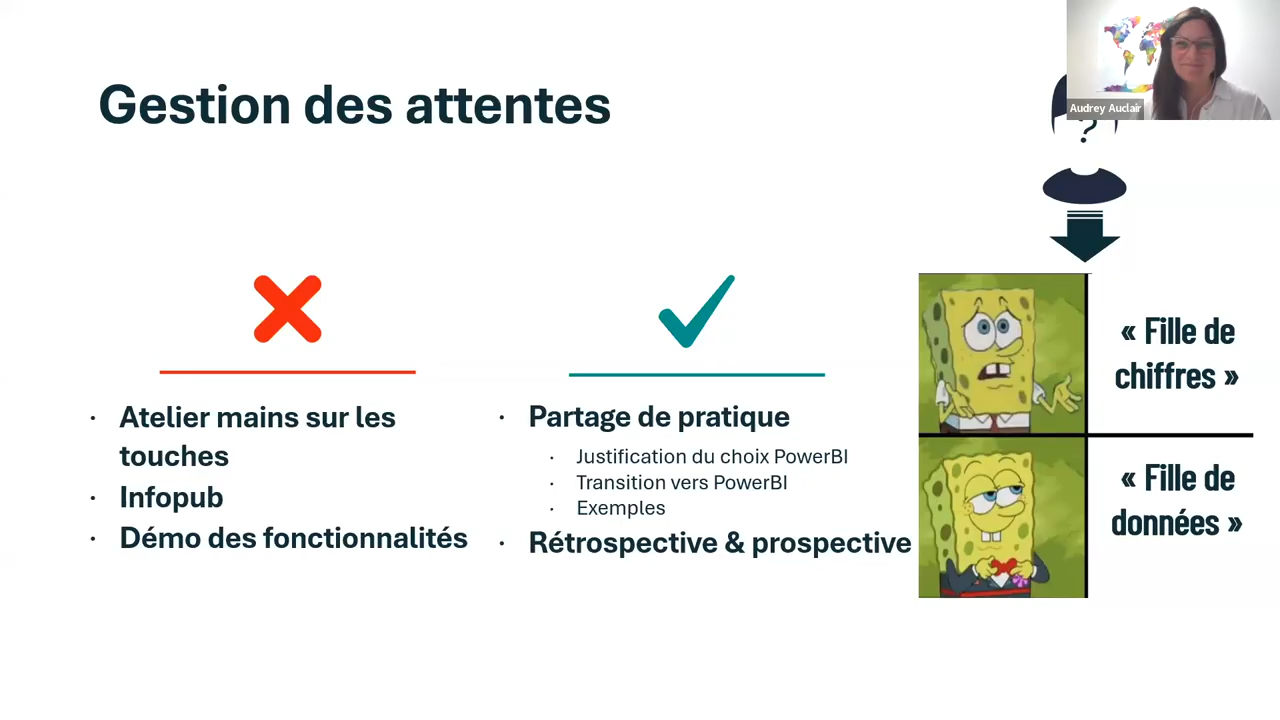 Gestion des attentes
Audrey Auclair
?
Atelier mains sur les
touches
Infopub
Démo des fonctionnalités
Partage de pratique
Justification du choix PowerBI
Transition vers PowerBI
Exemples
Rétrospective & prospective
« Fille de
chiffres »
« Fille de
données »